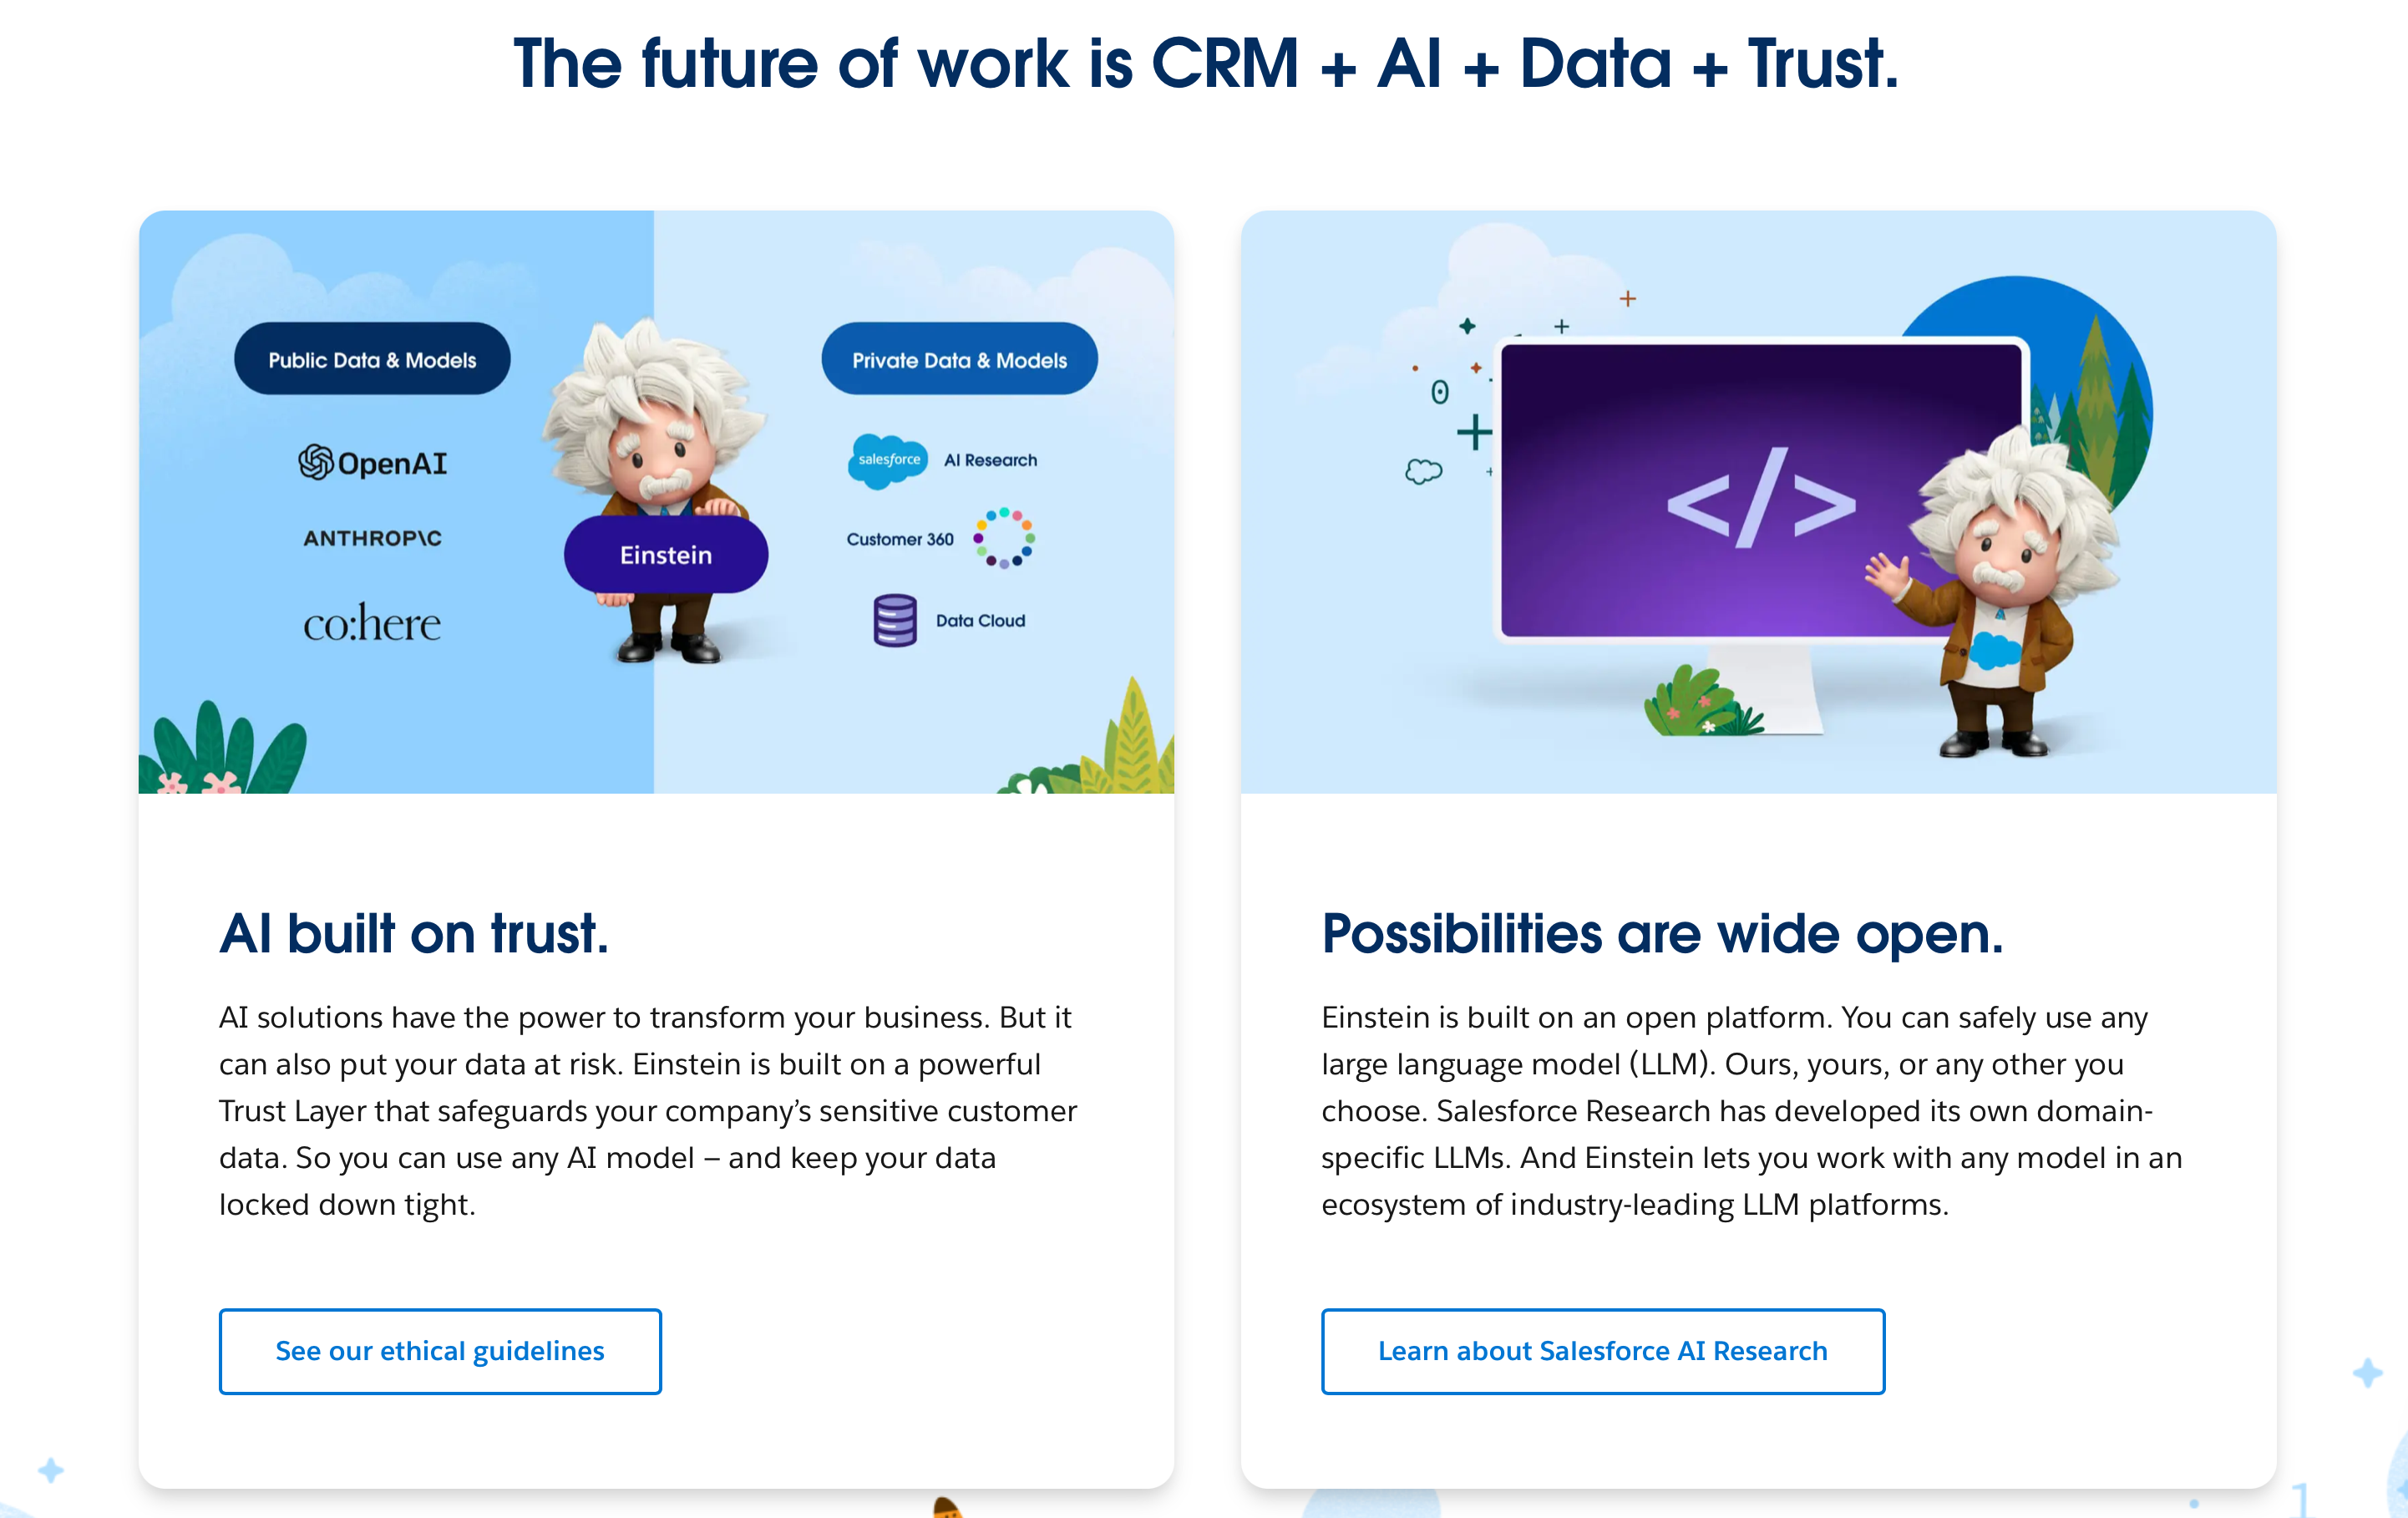 The future of work is CRM + AI + Data + Trust.
Public Data & Models
OpenAI
ANTHROP\C
co:here
Einstein
Private Data & Models
salesforce AI Research
Customer 360
Data Cloud
</>
AI built on trust.
AI solutions have the power to transform your business. But it
can also put your data at risk. Einstein is built on a powerful
Trust Layer that safeguards your company’s sensitive customer
data. So you can use any AI model – and keep your data
locked down tight.
See our ethical guidelines
Possibilities are wide open.
Einstein is built on an open platform. You can safely use any
large language model (LLM). Ours, yours, or any other you
choose. Salesforce Research has developed its own domain-
specific LLMs. And Einstein lets you work with any model in an
ecosystem of industry-leading LLM platforms.
Learn about Salesforce AI Research
1